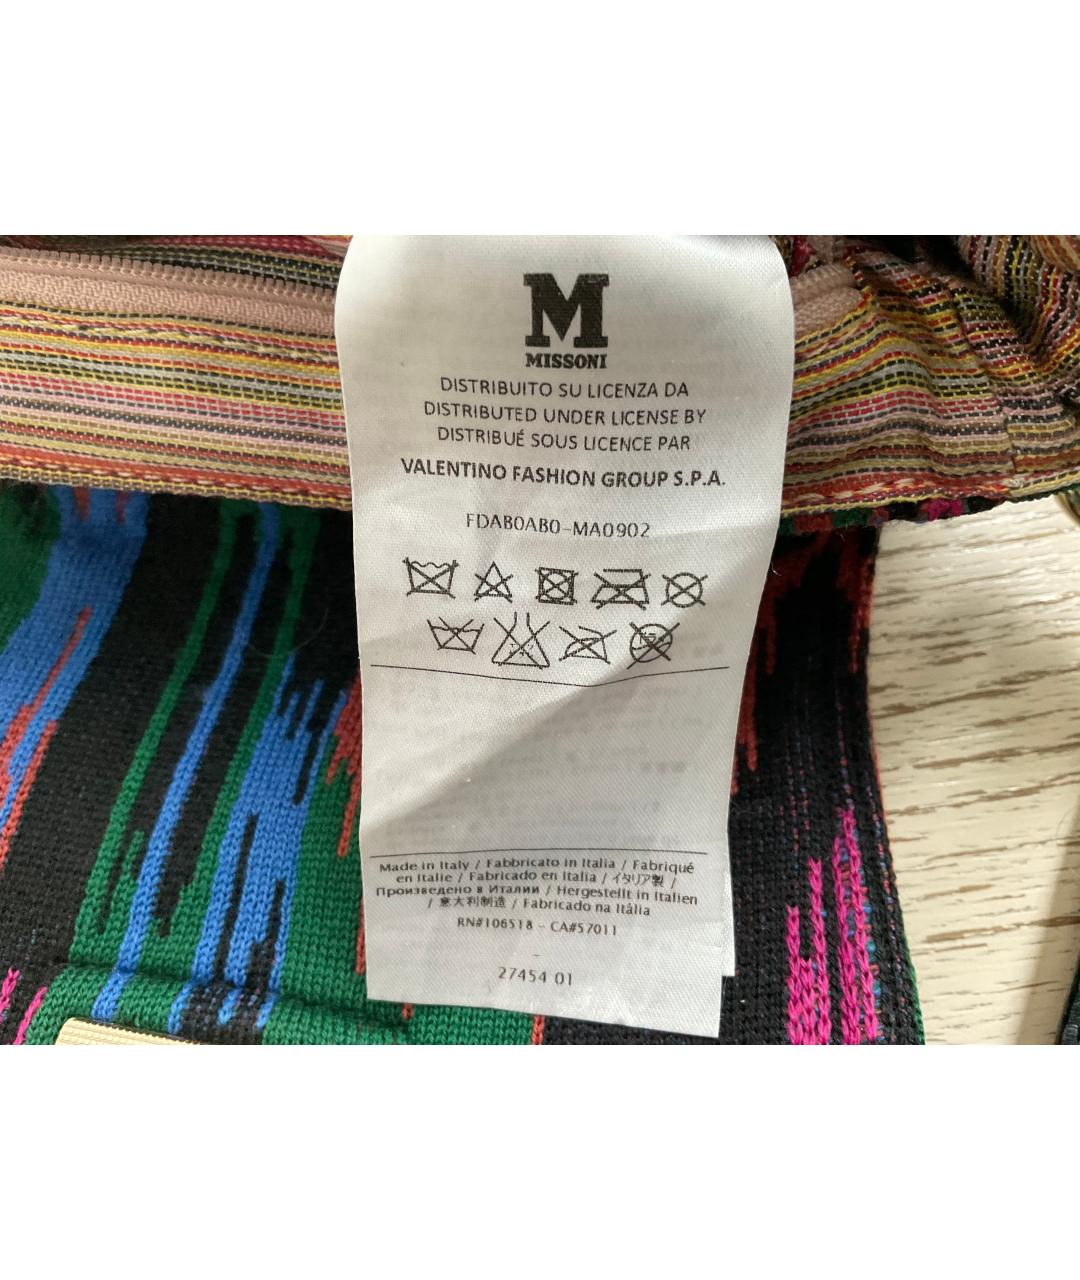 M
MISSONI
DISTRIBUITO SU LICENZA DA
DISTRIBUTED UNDER LICENSE BY
DISTRIBUÉ SOUS LICENCE PAR
VALENTINO FASHION GROUP S.P.A.
FDAB0AB0-MA0902
Made in Italy / Fabbricato in Italia / Fabriqué
en Italie / Fabricado en Italia / イタリア製 /
Произведено в Италии / Hergestellt in Italien
/ 意大利制造 / Fabricado na Itália
RN#106518 - CA#57011
-
27454 01